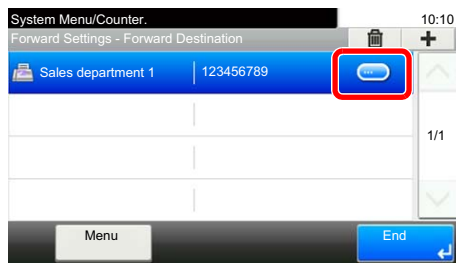 System Menu/Counter.
10:10
Forward Settings - Forward Destination
Sales department 1
123456789
1/1
Menu
End